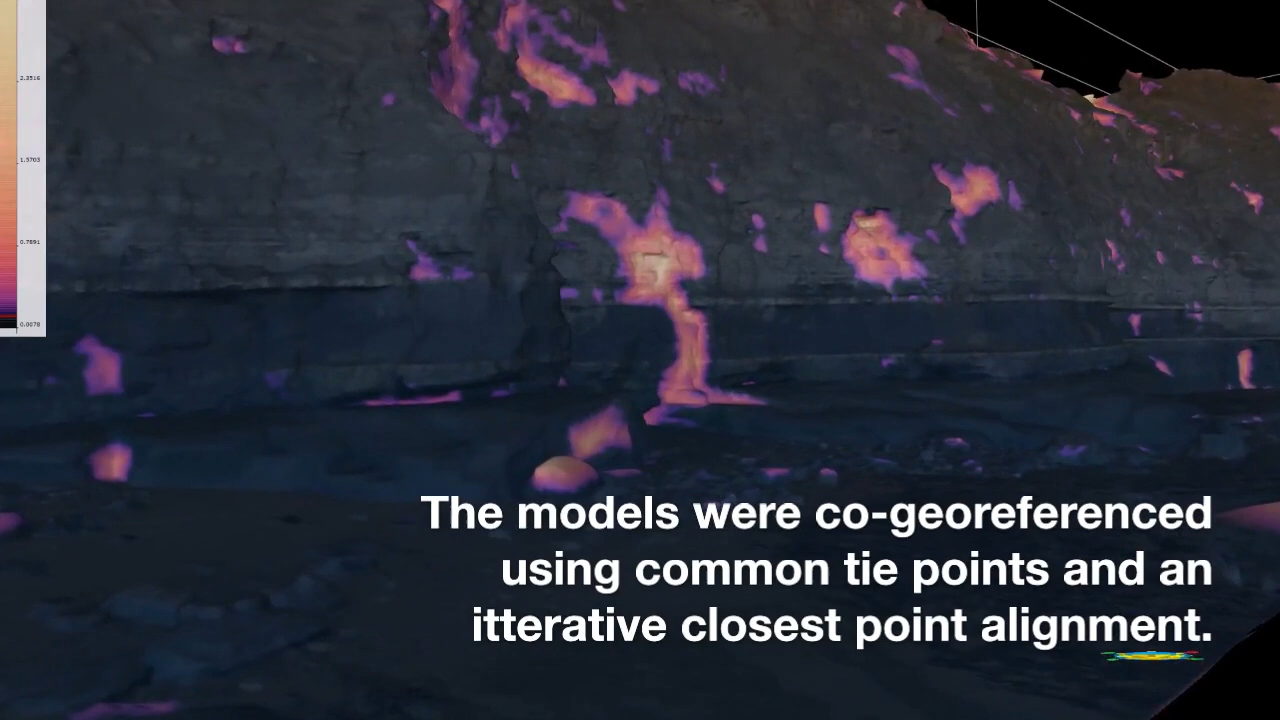 2.3516
1.5703
0.7891
0.0078
The models were co-georeferenced
using common tie points and an
itterative closest point alignment.